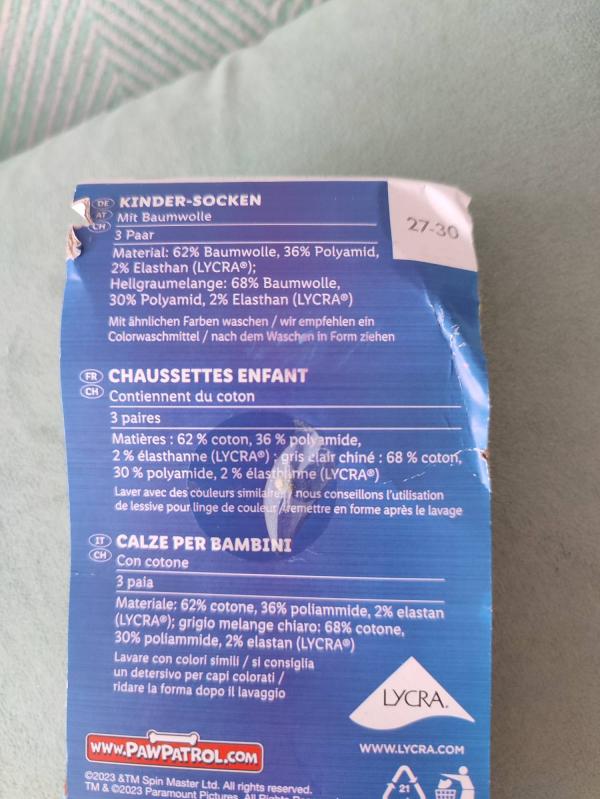 DE KINDER-SOCKEN
AT Mit Baumwolle
CH
27-30
3 Paar
Material: 62% Baumwolle, 36% Polyamid,
2% Elasthan (LYCRA®);
Hellgraumelange: 68% Baumwolle,
30% Polyamid, 2% Elasthan (LYCRA®)
Mit ähnlichen Farben waschen / wir empfehlen ein
Colorwaschmittel / nach dem Waschen in Form ziehen
FR CHAUSSETTES ENFANT
CH Contiennent du coton
3 paires
Matières : 62 % coton, 36 % polyamide,
2 % élasthanne (LYCRA®) ; gris clair chiné : 68 % coton,
30 % polyamide, 2 % élasthanne (LYCRA®)
Laver avec des couleurs similaires / nous conseillons l'utilisation
de lessive pour linge de couleur / remettre en forme après le lavage
IT CALZE PER BAMBINI
CH Con cotone
3 paia
Materiale: 62% cotone, 36% poliammide, 2% elastan
(LYCRA®); grigio melange chiaro: 68% cotone,
30% poliammide, 2% elastan (LYCRA®)
Lavare con colori simili / si consiglia
un detersivo per capi colorati /
ridare la forma dopo il lavaggio
LYCRA®
WWW.PAWPATROL.COM
WWW.LYCRA.COM
©2023 &TM Spin Master Ltd. All rights reserved.
TM & ©2023 Paramount Pictures. All Rights
21